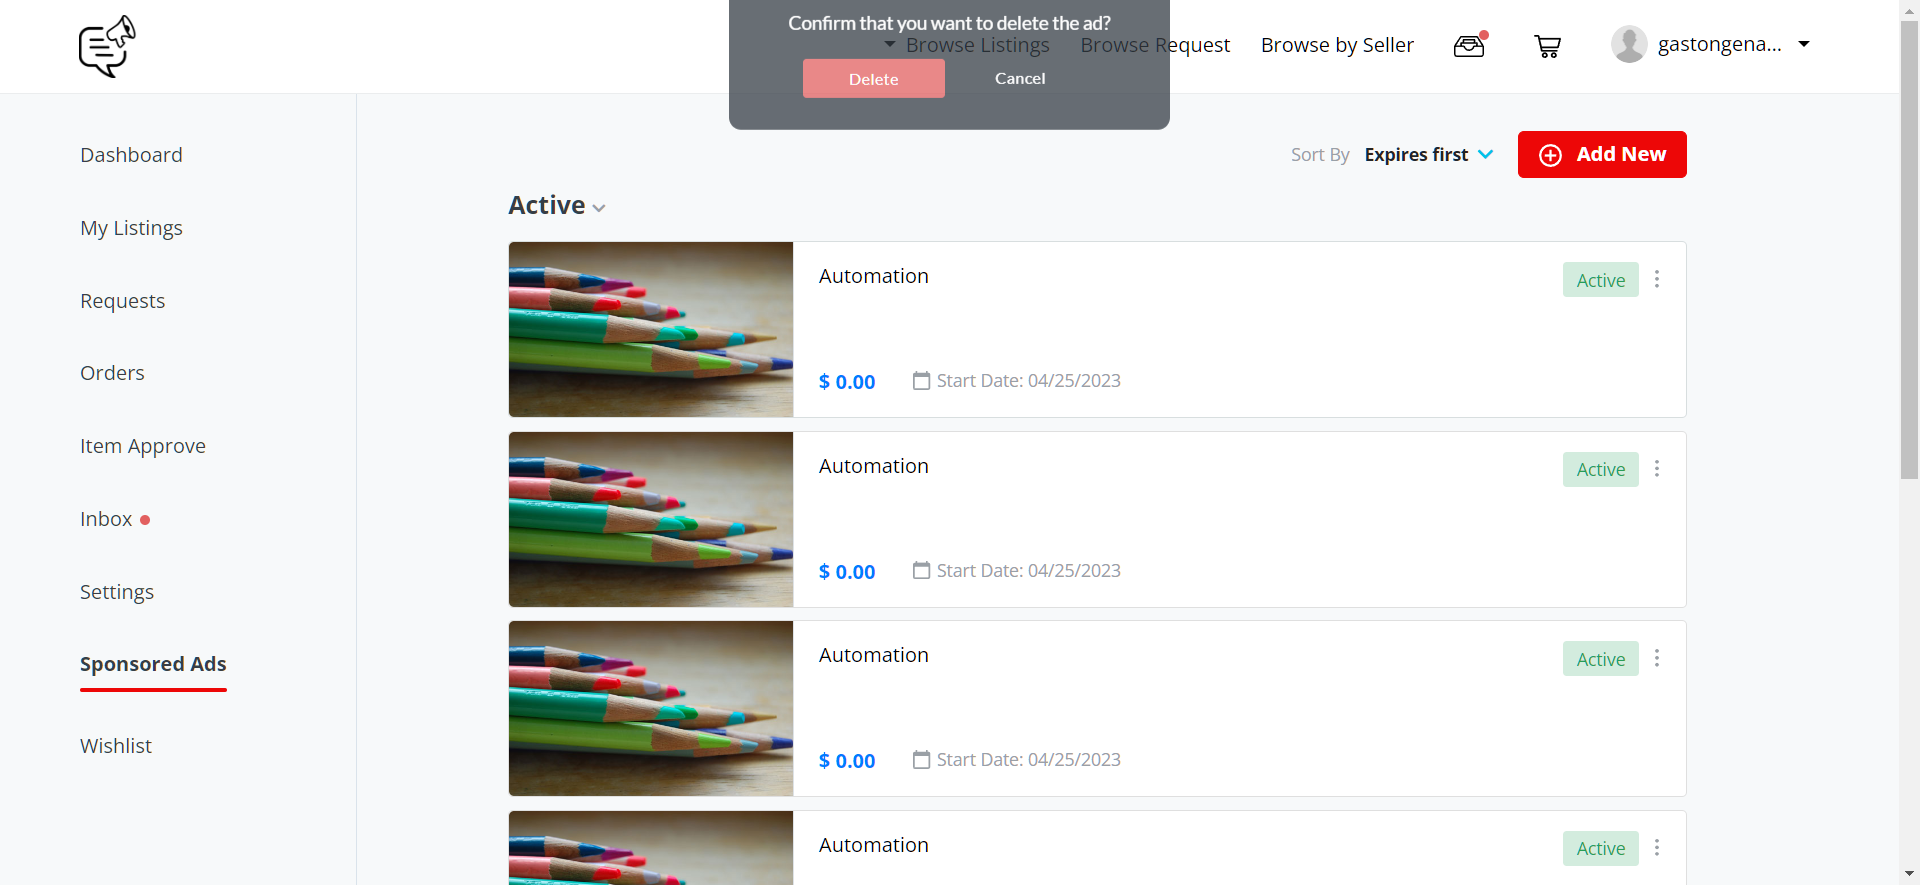 Confirm that you want to delete the ad?
Browse Listings
Browse Request
Browse by Seller
gastongena...
Delete
Cancel
Dashboard
My Listings
Requests
Orders
Item Approve
Inbox
Settings
Sponsored Ads
Wishlist
Sort By Expires first
Add New
Active
Automation
Active
$ 0.00
Start Date: 04/25/2023
Automation
Active
$ 0.00
Start Date: 04/25/2023
Automation
Active
$ 0.00
Start Date: 04/25/2023
Automation
Active